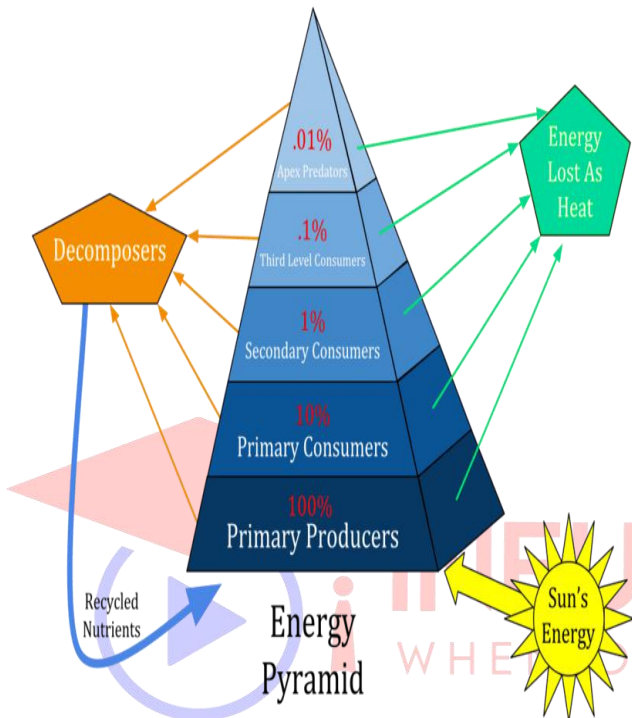 .01%
Apex Predators
Energy
Lost As
Heat
Decomposers
.1%
Third Level Consumers
1%
Secondary Consumers
10%
Primary Consumers
100%
Primary Producers
Recycled
Nutrients
Sun's
Energy
Energy
Pyramid